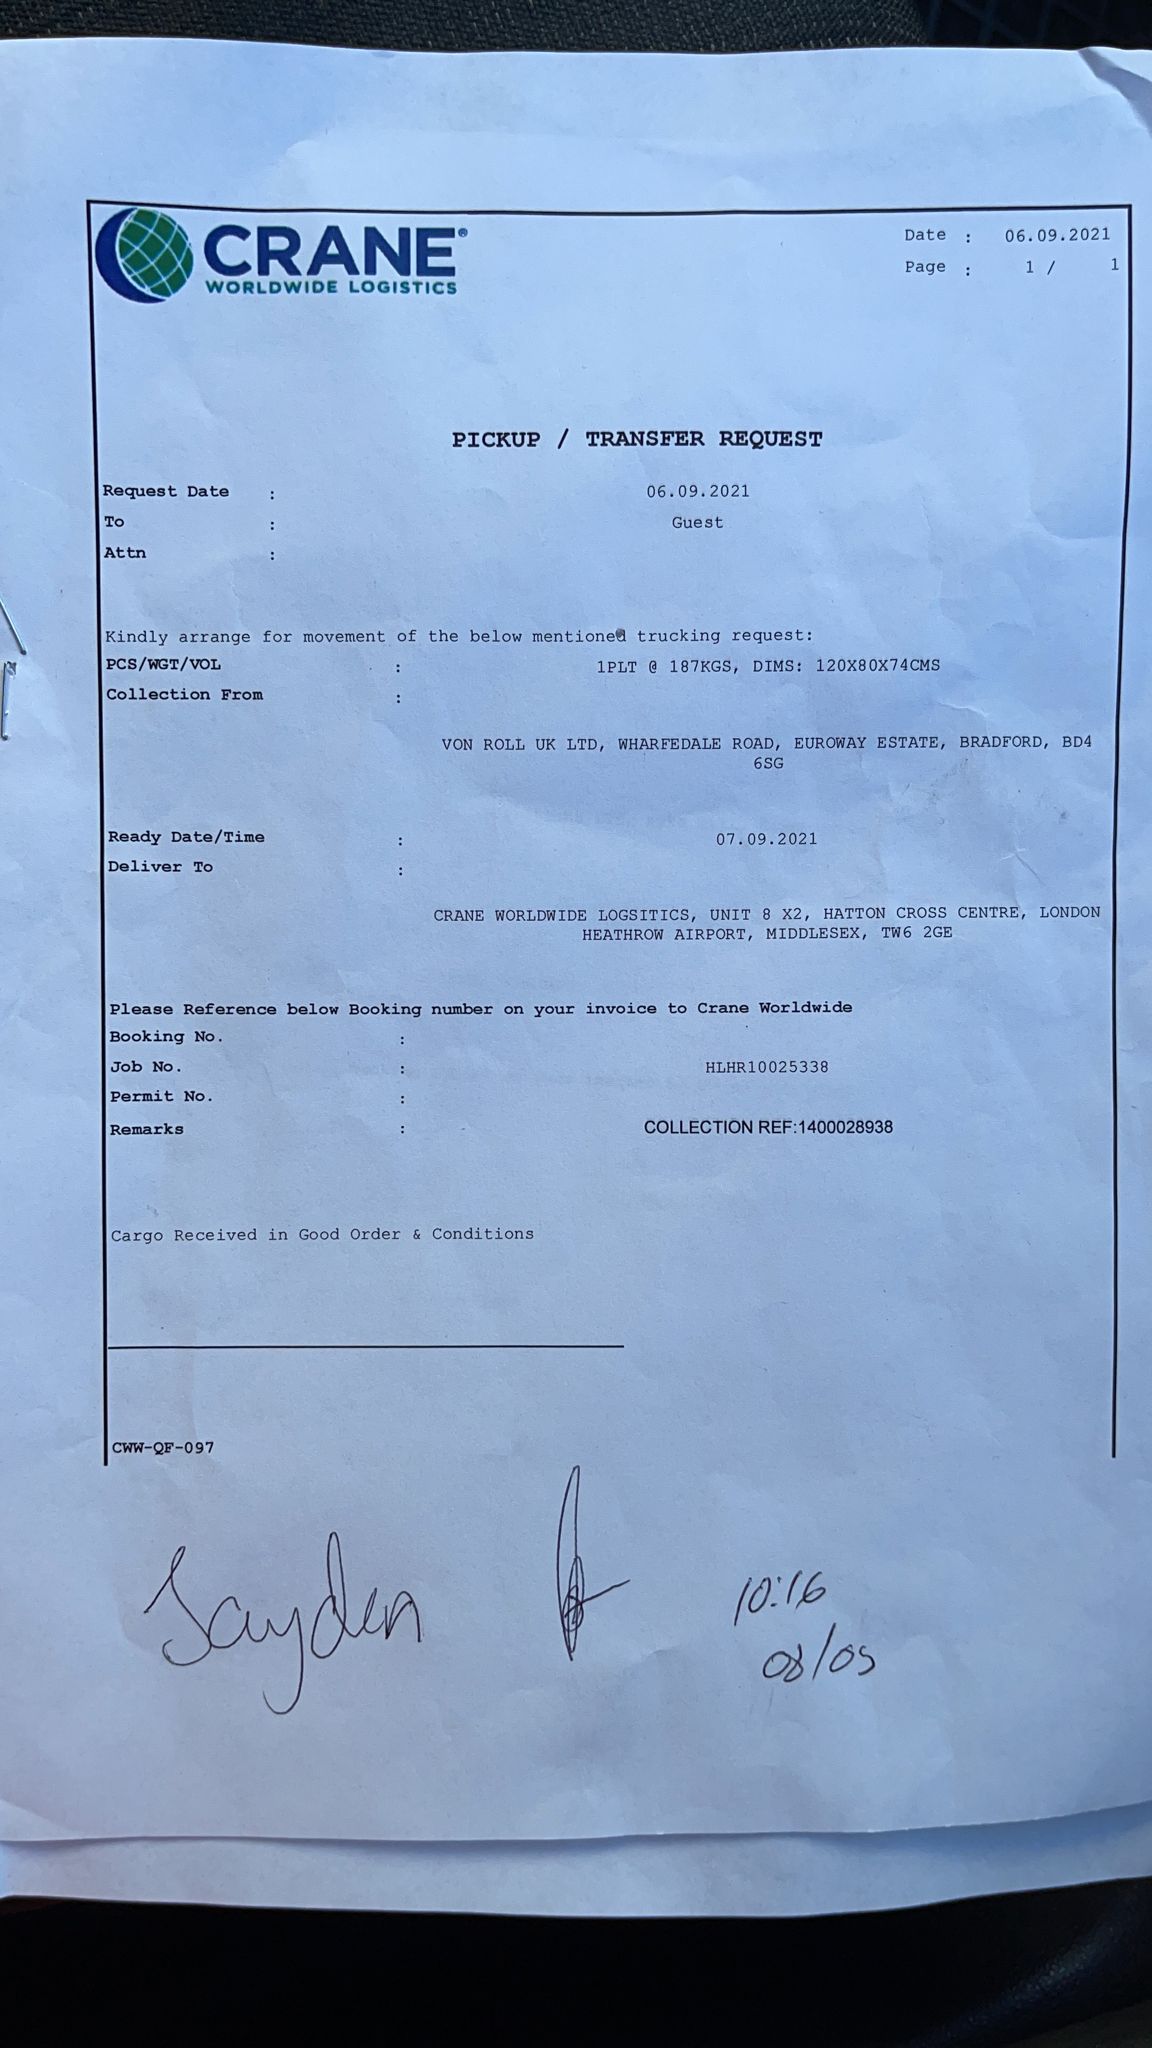 CRANE®
WORLDWIDE LOGISTICS
Date : 06.09.2021
Page : 1 / 1
PICKUP / TRANSFER REQUEST
Request Date : 06.09.2021
To : Guest
Attn :
Kindly arrange for movement of the below mentioned trucking request:
PCS/WGT/VOL : 1PLT @ 187KGS, DIMS: 120X80X74CMS
Collection From :
VON ROLL UK LTD, WHARFEDALE ROAD, EUROWAY ESTATE, BRADFORD, BD4
6SG
Ready Date/Time : 07.09.2021
Deliver To :
CRANE WORLDWIDE LOGSITICS, UNIT 8 X2, HATTON CROSS CENTRE, LONDON
HEATHROW AIRPORT, MIDDLESEX, TW6 2GE
Please Reference below Booking number on your invoice to Crane Worldwide
Booking No. :
Job No. : HLHR10025338
Permit No. :
Remarks : COLLECTION REF:1400028938
Cargo Received in Good Order & Conditions
CWW-QF-097
Jayden
10:16